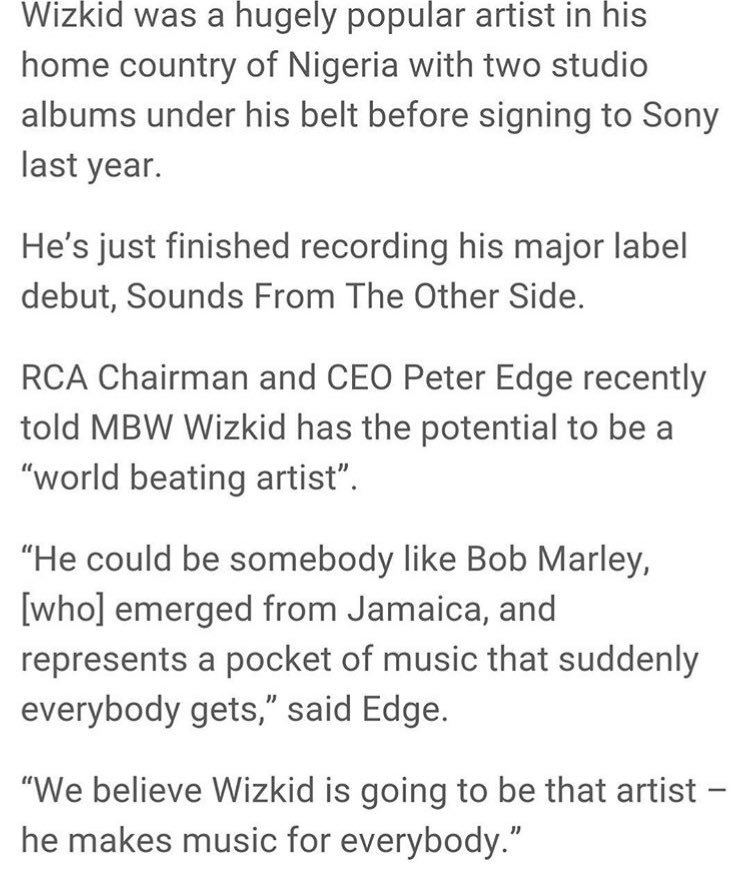 Wizkid was a hugely popular artist in his
home country of Nigeria with two studio
albums under his belt before signing to Sony
last year.
He’s just finished recording his major label
debut, Sounds From The Other Side.
RCA Chairman and CEO Peter Edge recently
told MBW Wizkid has the potential to be a
“world beating artist”.
“He could be somebody like Bob Marley,
[who] emerged from Jamaica, and
represents a pocket of music that suddenly
everybody gets,” said Edge.
“We believe Wizkid is going to be that artist –
he makes music for everybody.”